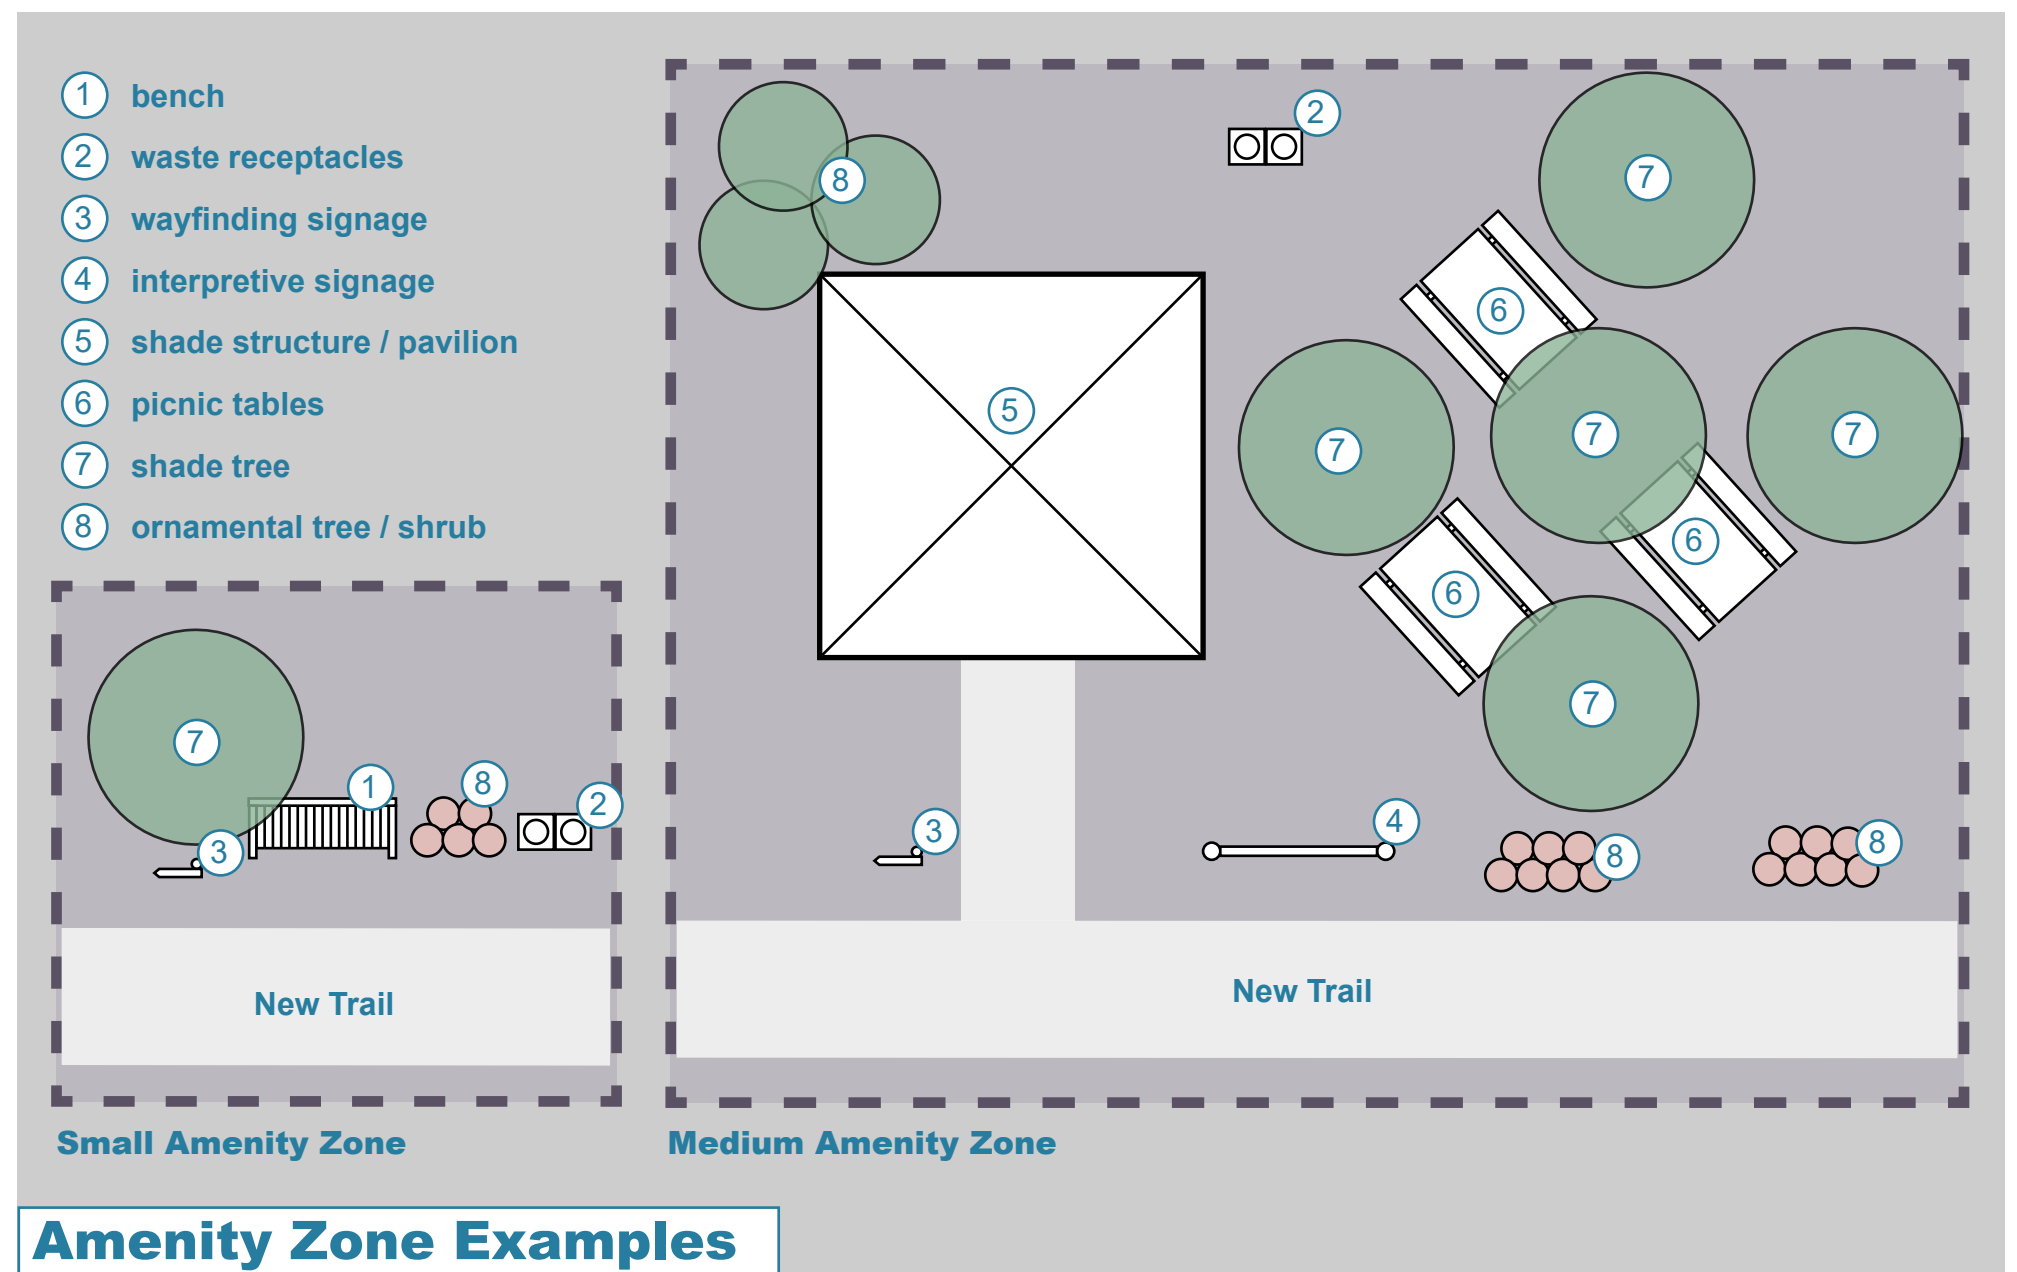 1 bench
2 waste receptacles
3 wayfinding signage
4 interpretive signage
5 shade structure / pavilion
6 picnic tables
7 shade tree
8 ornamental tree / shrub
7
1
8
2
3
New Trail
Small Amenity Zone
2
8
7
6
5
7
7
7
6
6
7
3
4
8
8
New Trail
Medium Amenity Zone
Amenity Zone Examples